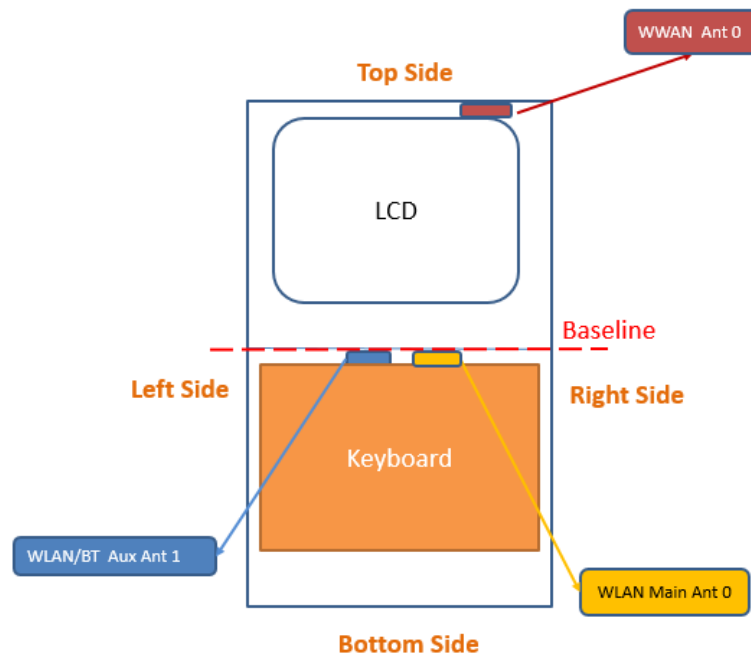 WWAN  Ant 0
Top Side
LCD
Baseline
Left Side
Right Side
Keyboard
WLAN/BT  Aux Ant 1
WLAN Main Ant 0
Bottom Side